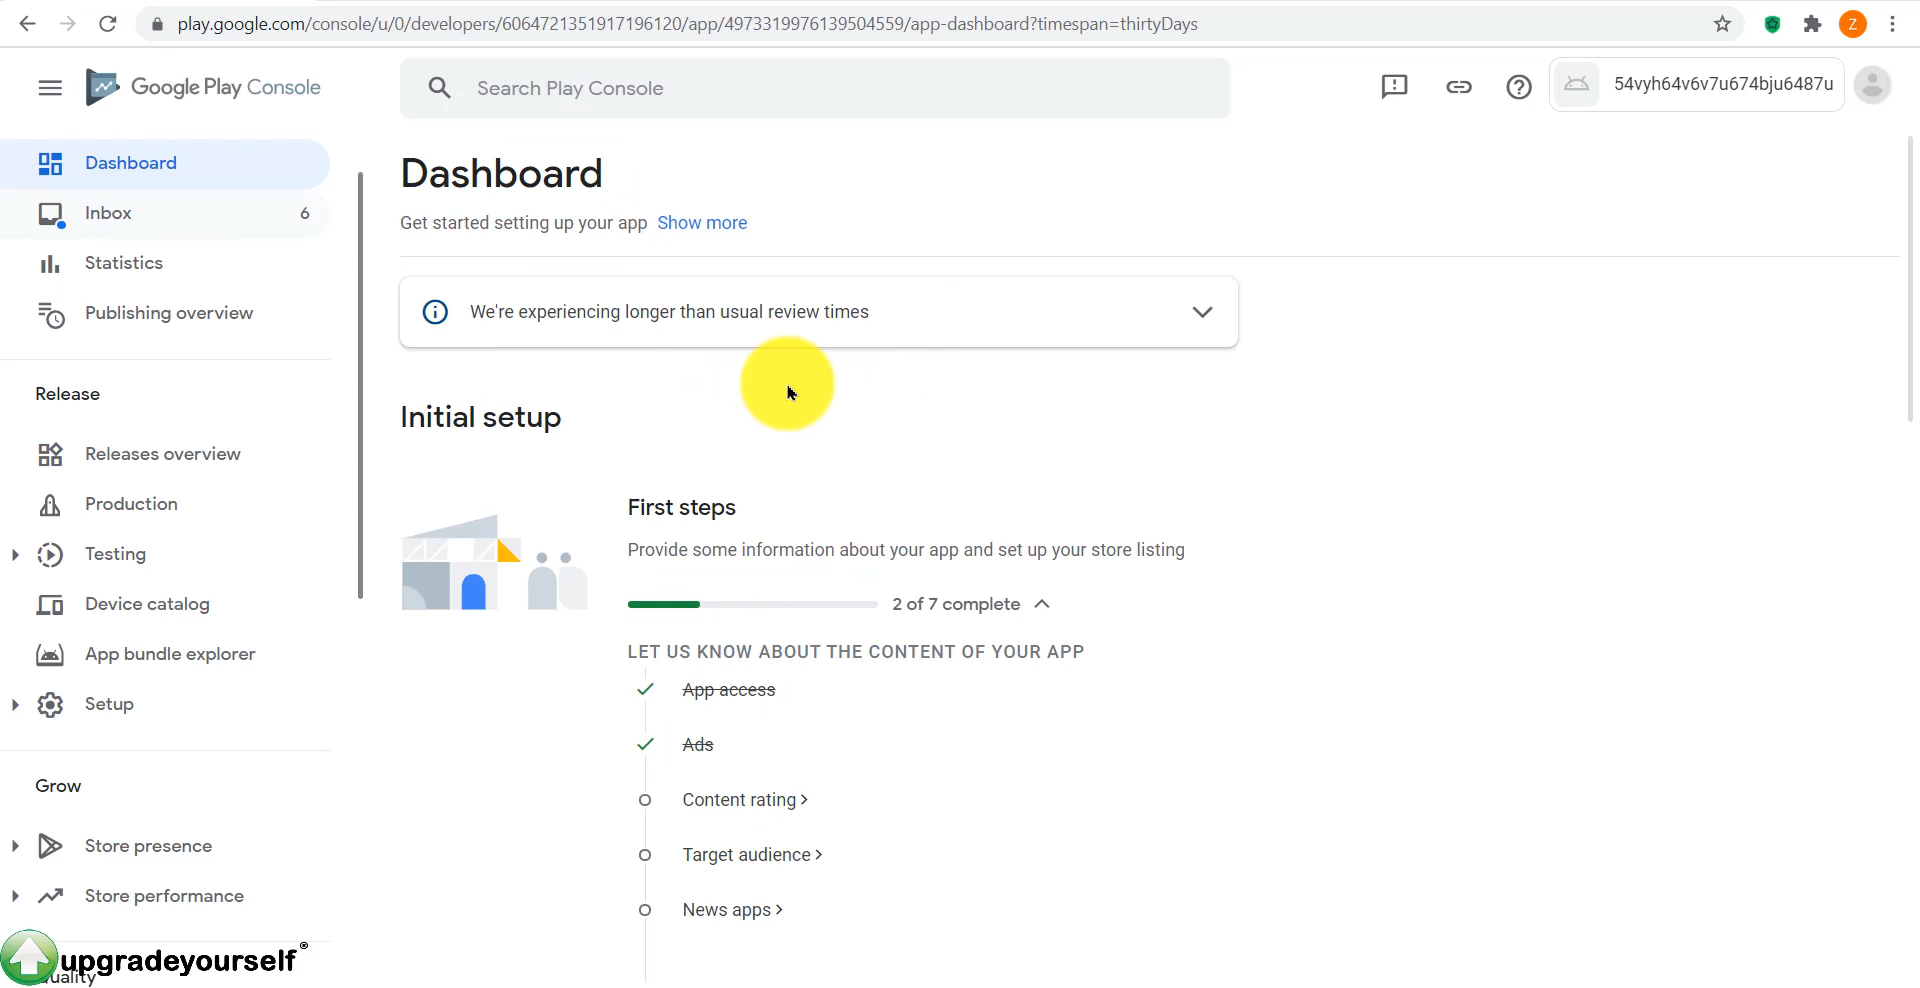 play.google.com/console/u/0/developers/6064721351917196120/app/4973319976139504559/app-dashboard?timespan=thirtyDays
Z
Google Play Console
Search Play Console
54vyh64v6v7u674bju6487u
Dashboard
Inbox 6
Statistics
Publishing overview
Release
Releases overview
Production
Testing
Device catalog
App bundle explorer
Setup
Grow
Store presence
Store performance
uality
upgradeyourself®
Dashboard
Get started setting up your app Show more
We're experiencing longer than usual review times
Initial setup
First steps
Provide some information about your app and set up your store listing
2 of 7 complete
LET US KNOW ABOUT THE CONTENT OF YOUR APP
App access
Ads
Content rating
Target audience
News apps